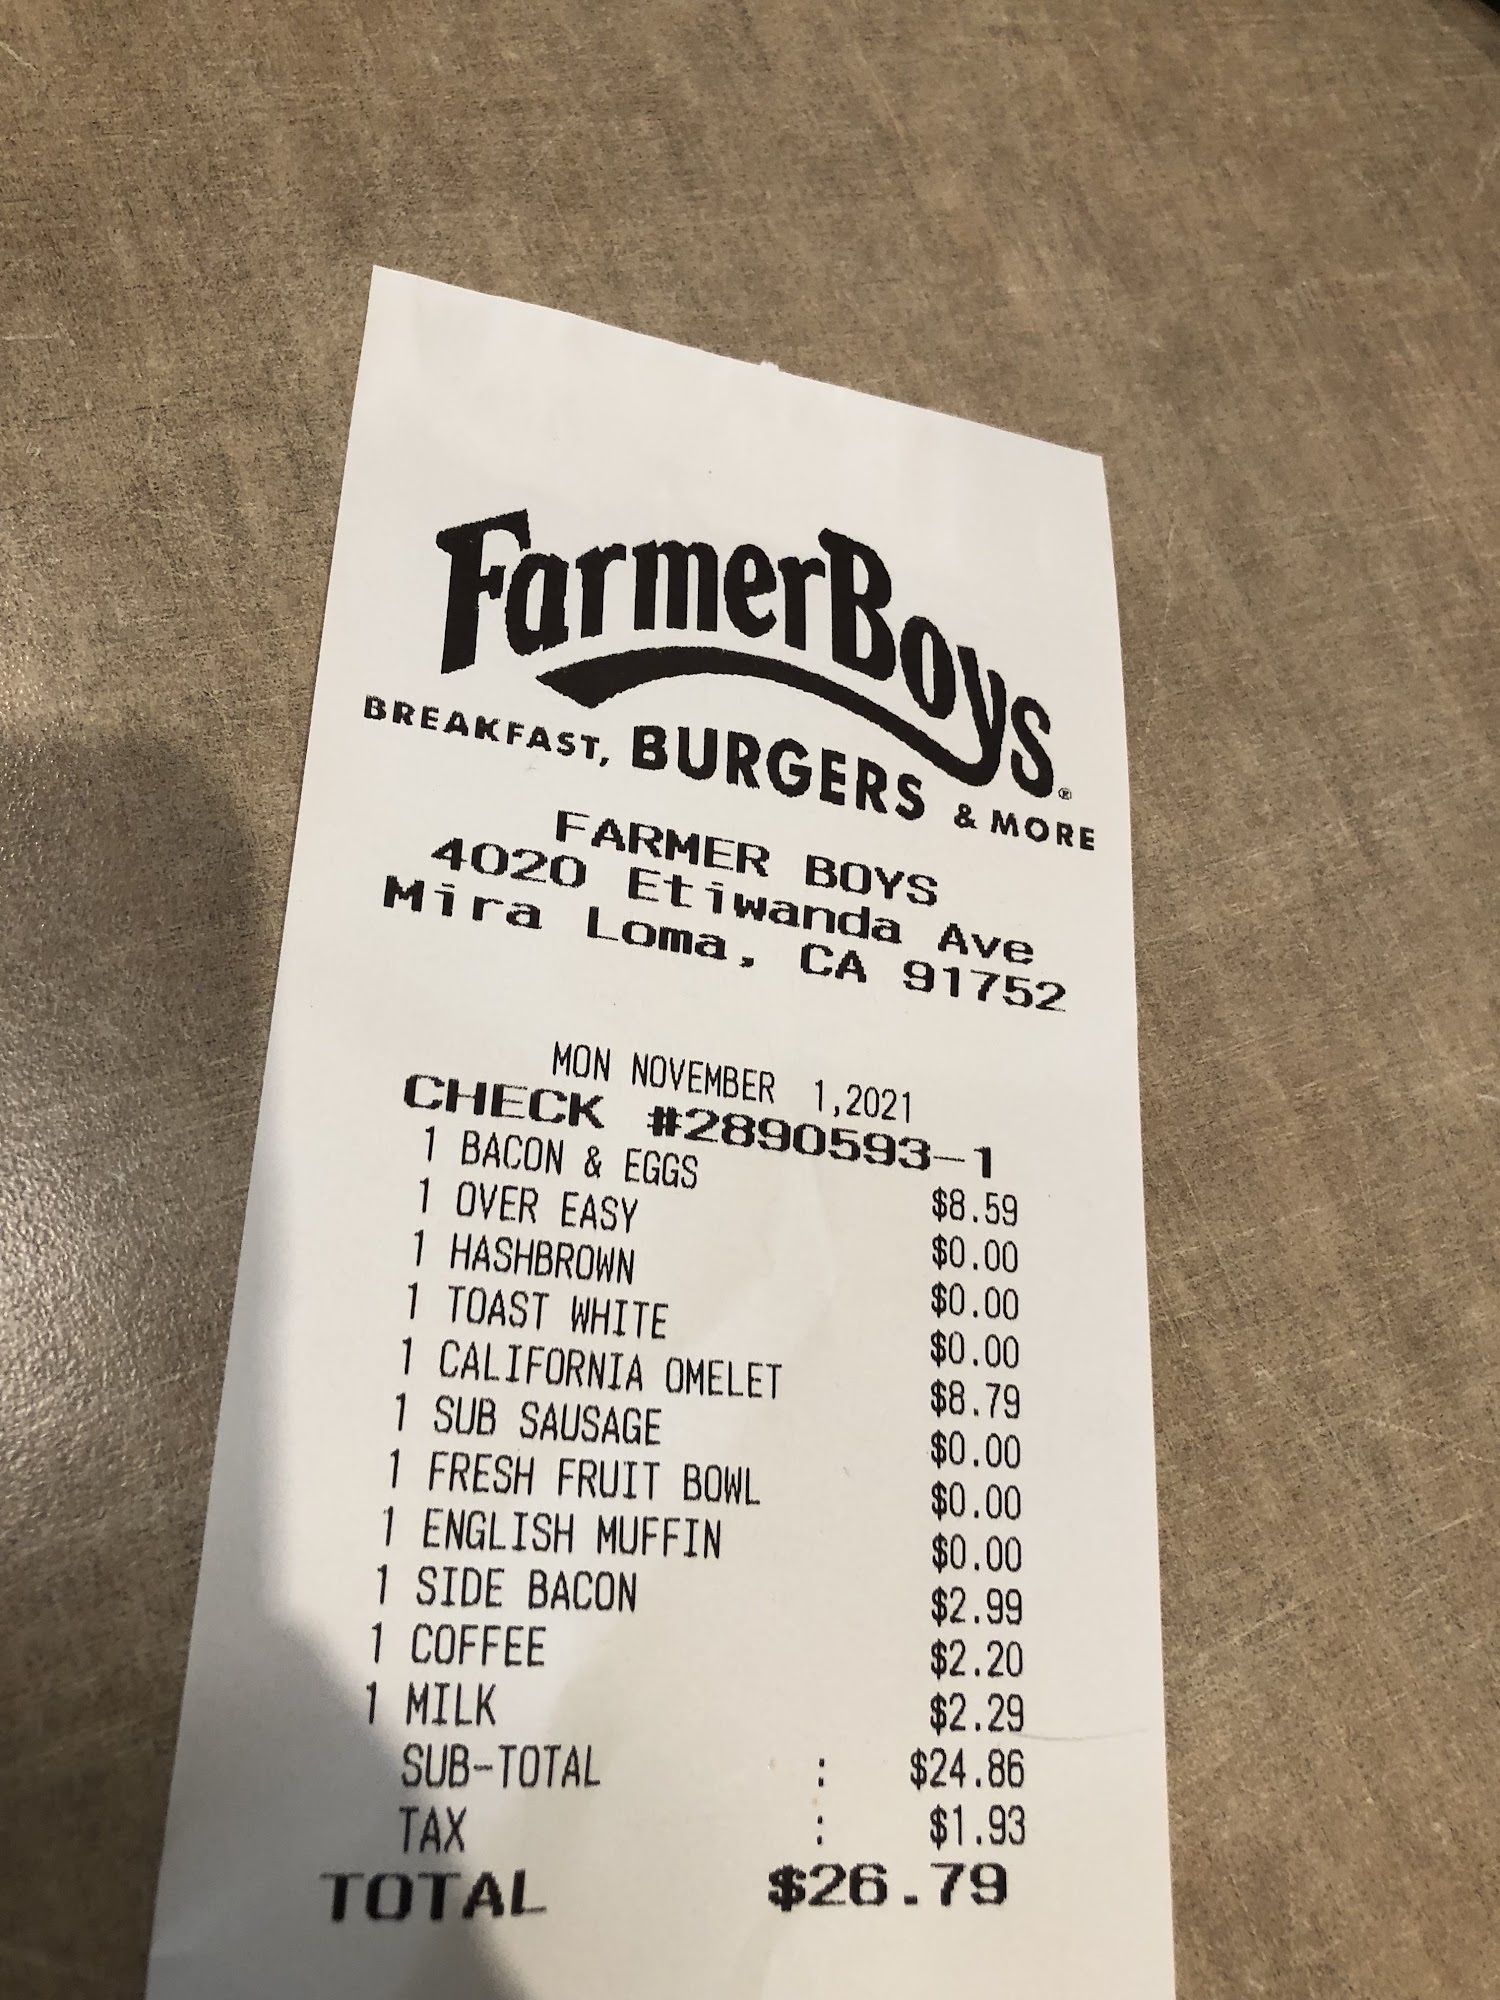 FarmerBoys®
BREAKFAST, BURGERS & MORE
FARMER BOYS
4020 Etiwanda Ave
Mira Loma, CA 91752
MON NOVEMBER 1,2021
CHECK #2890593-1
1 BACON & EGGS $8.59
1 OVER EASY $0.00
1 HASHBROWN $0.00
1 TOAST WHITE $0.00
1 CALIFORNIA OMELET $8.79
1 SUB SAUSAGE $0.00
1 FRESH FRUIT BOWL $0.00
1 ENGLISH MUFFIN $0.00
1 SIDE BACON $2.99
1 COFFEE $2.20
1 MILK $2.29
SUB-TOTAL : $24.86
TAX : $1.93
TOTAL $26.79